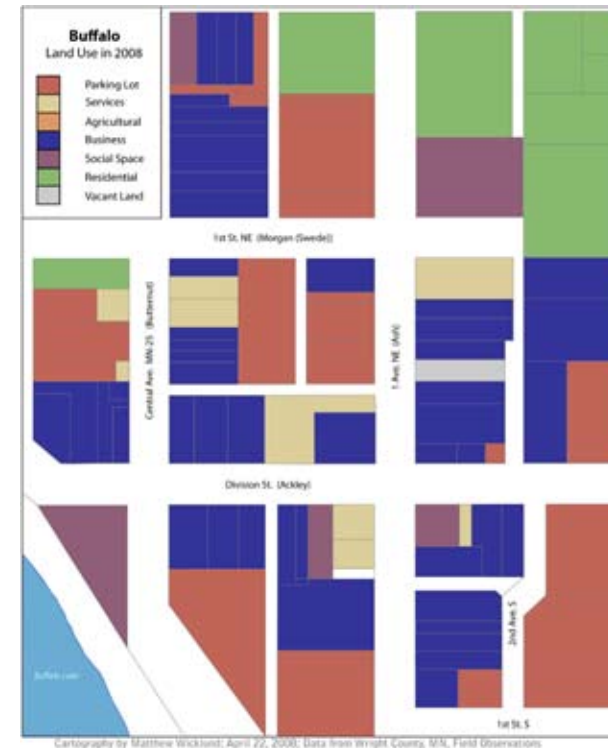 Buffalo
Land Use in 2008
Parking Lot
Services
Agricultural
Business
Social Space
Residential
Vacant Land
1st St. NE (Morgan (Swede))
Central Ave. MN-25 (Butternut)
1 Ave. NE (Ash)
Division St. (Ackley)
2nd Ave. S
Buffalo Lake
1st St. S
Cartography by Matthew Wicklund: April 22, 2008; Data from Wright County, MN, Field Observations